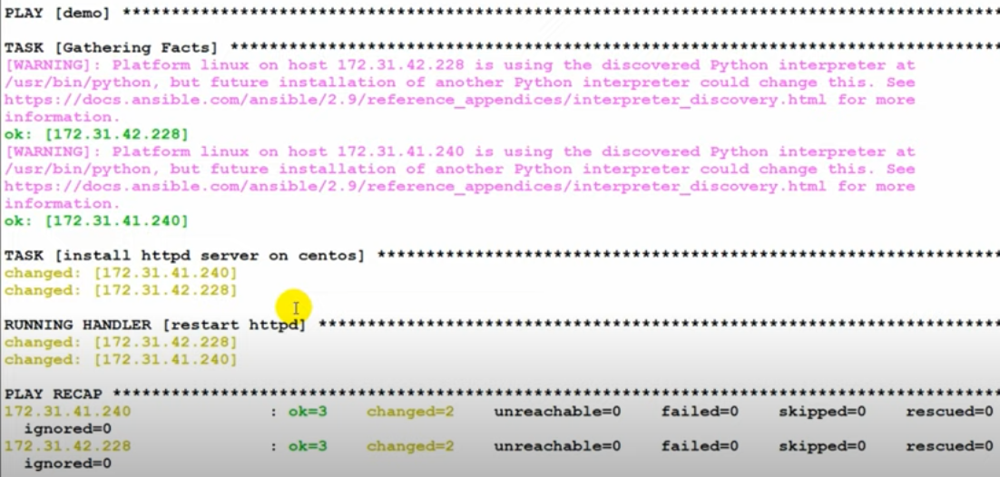 PLAY [demo] ************************************************************************************
TASK [Gathering Facts] *************************************************************************
[WARNING]: Platform linux on host 172.31.42.228 is using the discovered Python interpreter at
/usr/bin/python, but future installation of another Python interpreter could change this. See
https://docs.ansible.com/ansible/2.9/reference_appendices/interpreter_discovery.html for more
information.
ok: [172.31.42.228]
[WARNING]: Platform linux on host 172.31.41.240 is using the discovered Python interpreter at
/usr/bin/python, but future installation of another Python interpreter could change this. See
https://docs.ansible.com/ansible/2.9/reference_appendices/interpreter_discovery.html for more
information.
ok: [172.31.41.240]
TASK [install httpd server on centos] **********************************************************
changed: [172.31.41.240]
changed: [172.31.42.228]
RUNNING HANDLER [restart httpd] ****************************************************************
changed: [172.31.42.228]
changed: [172.31.41.240]
PLAY RECAP *************************************************************************************
172.31.41.240 : ok=3 changed=2 unreachable=0 failed=0 skipped=0 rescued=0
ignored=0
172.31.42.228 : ok=3 changed=2 unreachable=0 failed=0 skipped=0 rescued=0
ignored=0